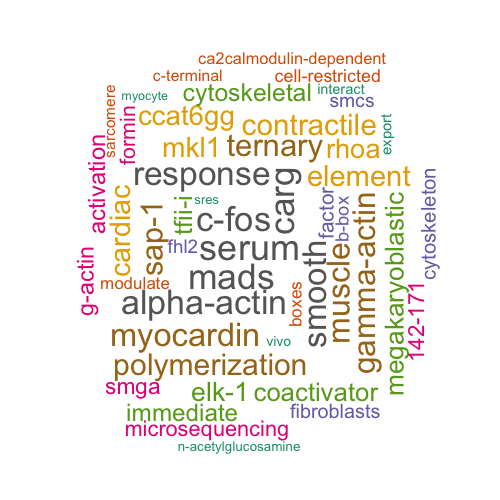 ca2calmodulin-dependent
c-terminal cell-restricted
myocyte cytoskeletal interact
sarcomere ccat6gg smcs
formin contractile export
activation mkl1 ternary rhoa
response carg element
cardiac sap-1 tfii-i sres
c-fos factor b-box cytoskeleton
fhl2 serum
g-actin modulate mads
smooth muscle gamma-actin megakaryoblastic
alpha-actin boxes 142-171
myocardin vivo
polymerization
smga elk-1 coactivator
immediate fibroblasts
microsequencing
n-acetylglucosamine